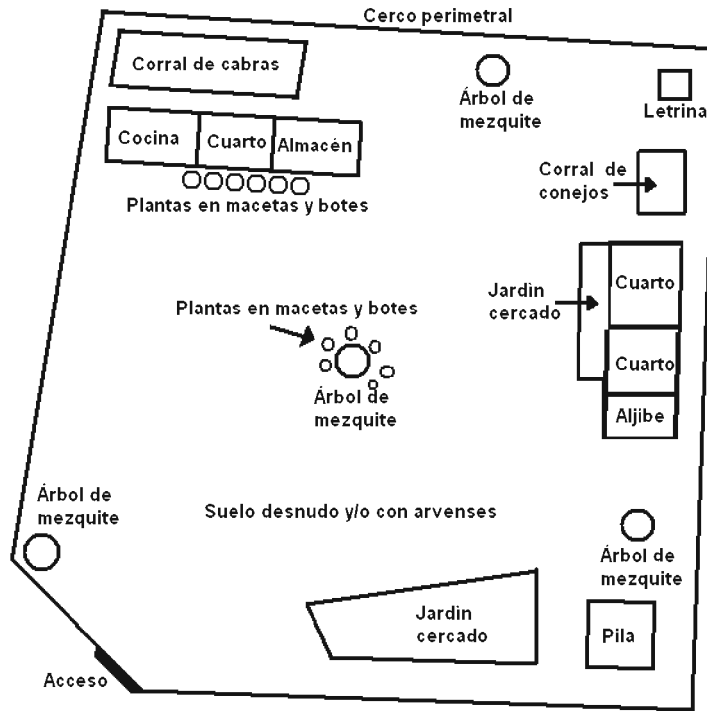 Cerco perimetral
Corral de cabras
Árbol de
mezquite
Letrina
Cocina
Cuarto
Almacén
Corral de
conejos
Plantas en macetas y botes
Jardin
cercado
Cuarto
Plantas en macetas y botes
Cuarto
Árbol de
mezquite
Aljibe
Árbol de
mezquite
Suelo desnudo y/o con arvenses
Árbol de
mezquite
Jardin
cercado
Pila
Acceso